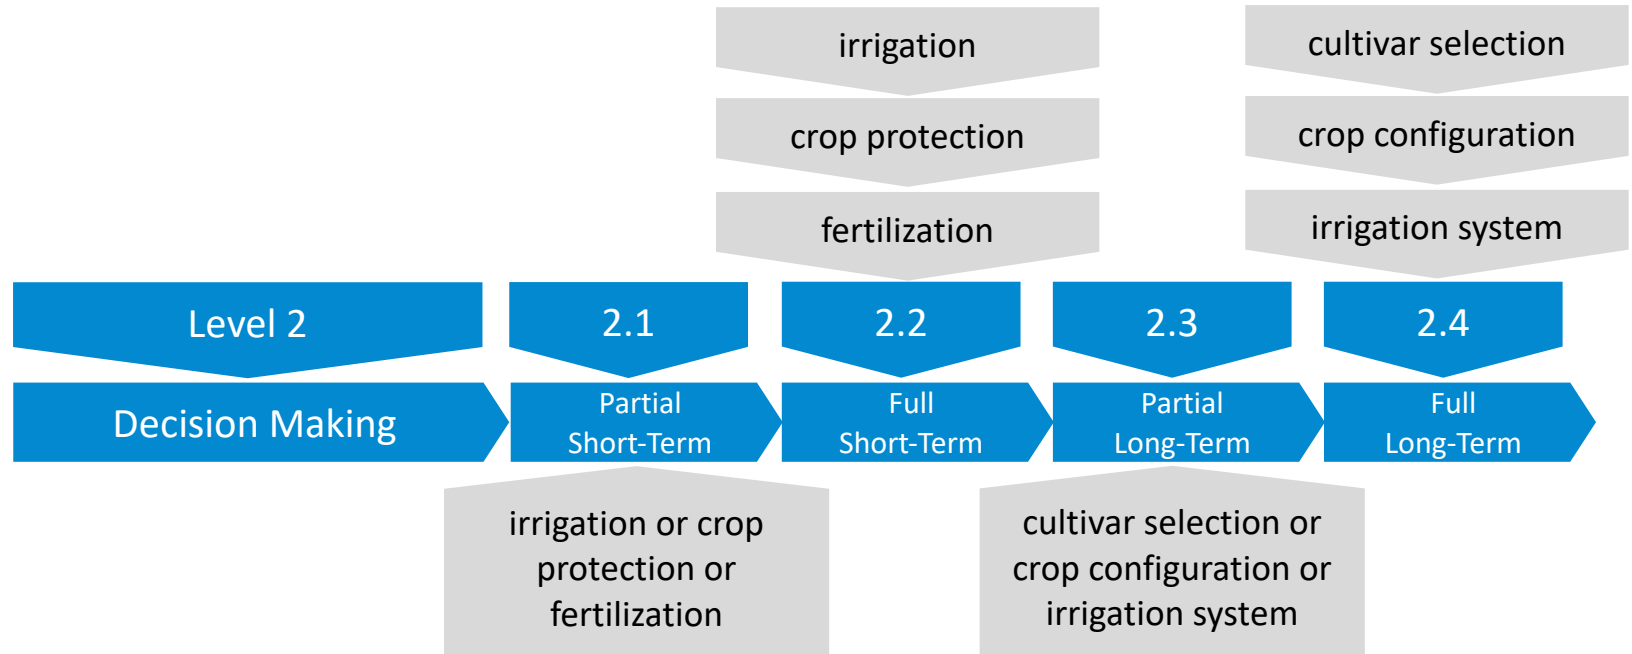 irrigation
cultivar selection
crop protection
crop configuration
fertilization
irrigation system
Level 2
2.1
2.2
2.3
2.4
Decision Making
Partial
Short-Term
Full
Short-Term
Partial
Long-Term
Full
Long-Term
irrigation or crop
protection or
fertilization
cultivar selection or
crop configuration or
irrigation system